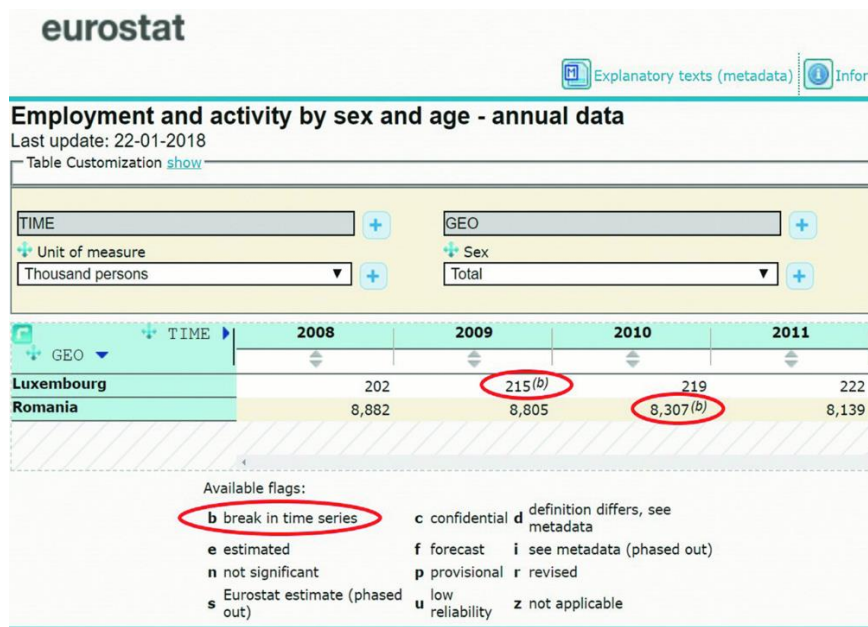 eurostat
Explanatory texts (metadata) Infor
Employment and activity by sex and age - annual data
Last update: 22-01-2018
Table Customization show
TIME GEO
Unit of measure Sex
Thousand persons Total
TIME 2008 2009 2010 2011
GEO
Luxembourg 202 215(b) 219 222
Romania 8,882 8,805 8,307(b) 8,139
Available flags:
b break in time series c confidential d definition differs, see metadata
e estimated f forecast i see metadata (phased out)
n not significant p provisional r revised
s Eurostat estimate (phased out) u low reliability z not applicable